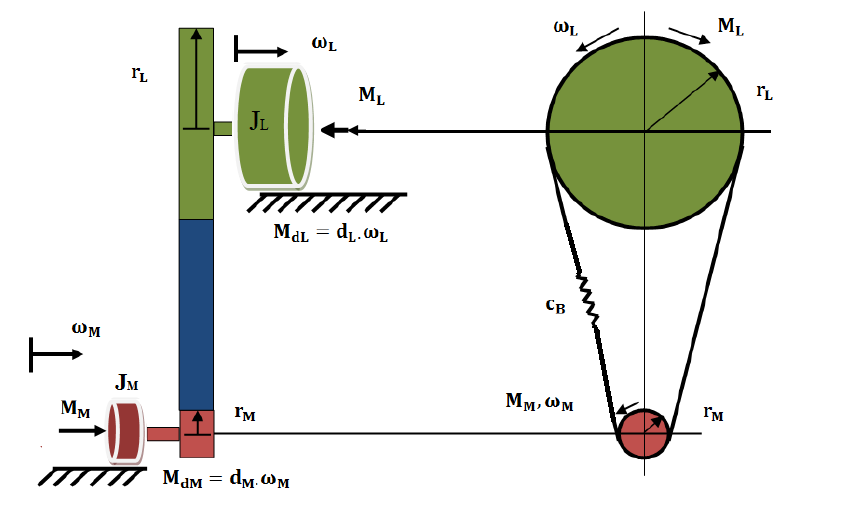 ω_L
r_L
J_L
M_L
M_dL = d_L.ω_L
ω_M
J_M
M_M
r_M
M_dM = d_M.ω_M
ω_L
M_L
r_L
c_B
M_M, ω_M
r_M